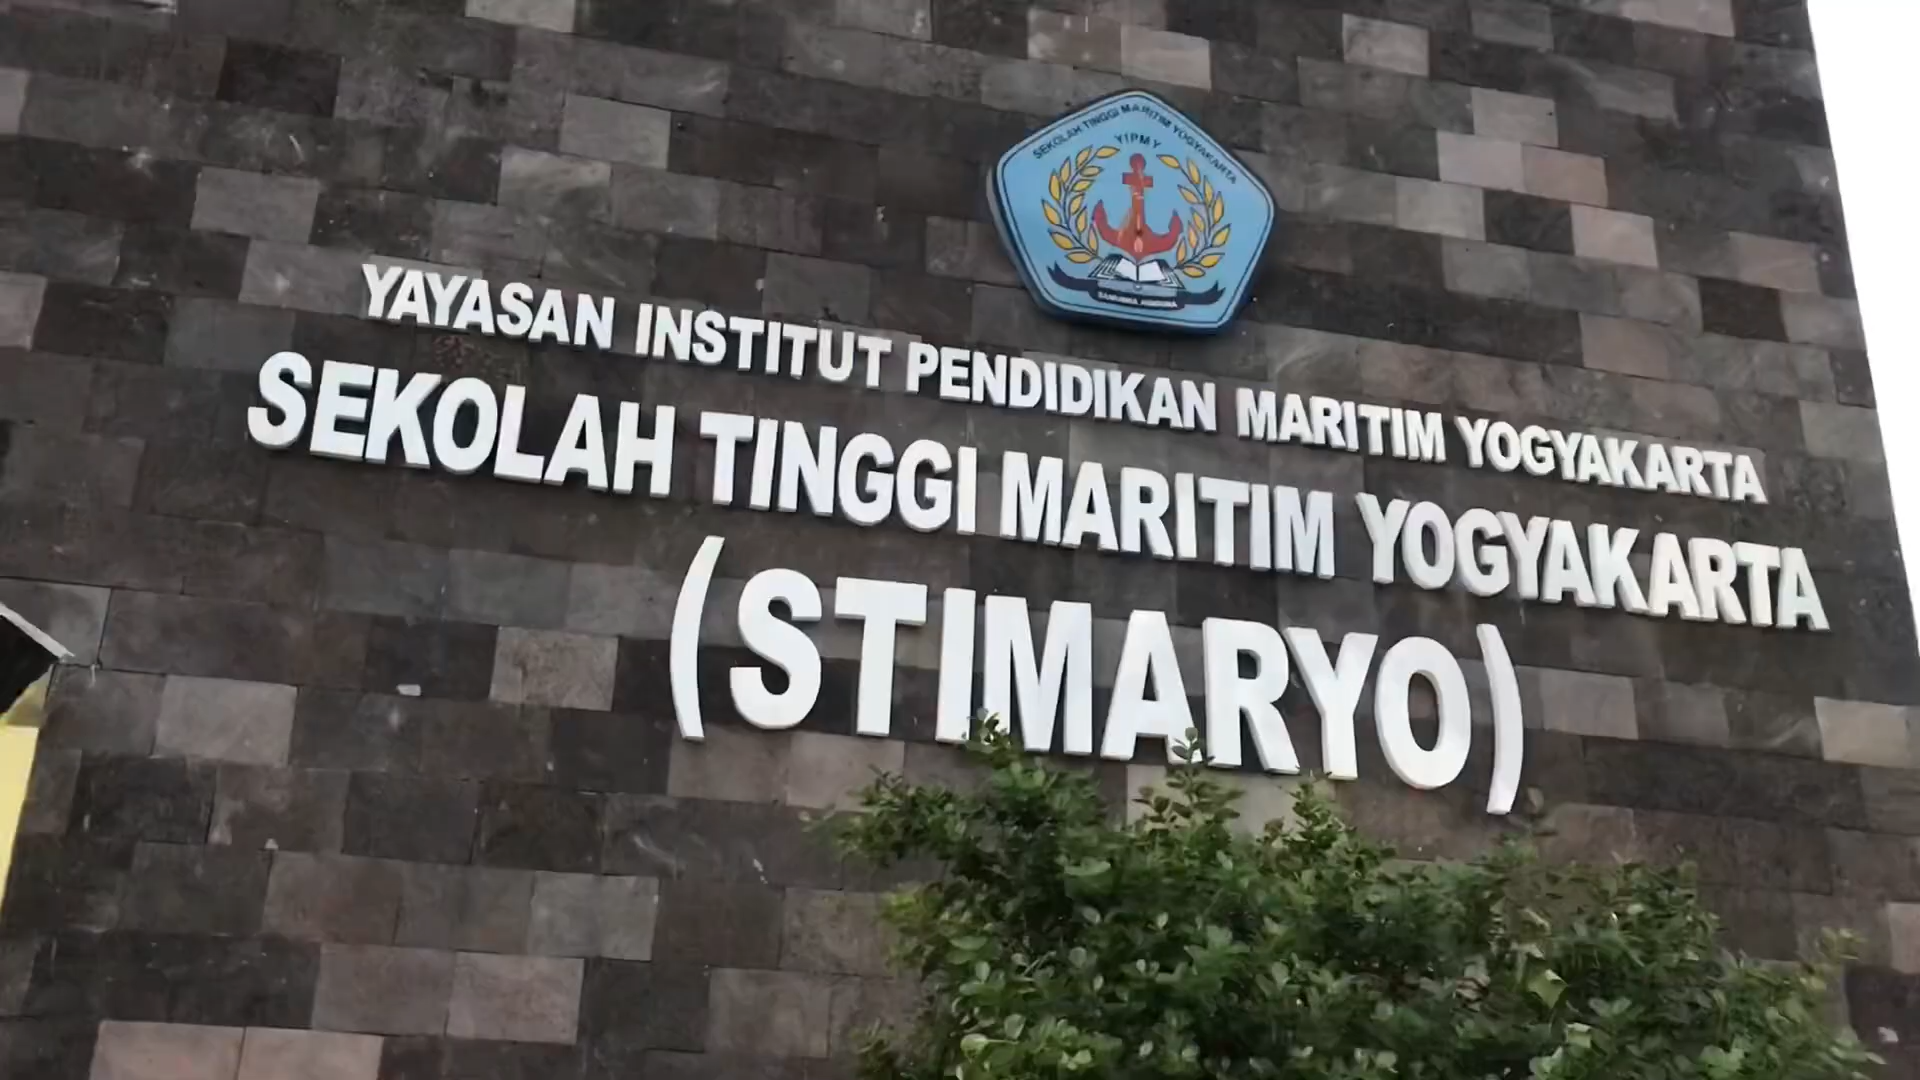 SEKOLAH TINGGI MARITIM YOGYAKARTA
YIPMY
YAYASAN INSTITUT PENDIDIKAN MARITIM YOGYAKARTA
SEKOLAH TINGGI MARITIM YOGYAKARTA
(STIMARYO)